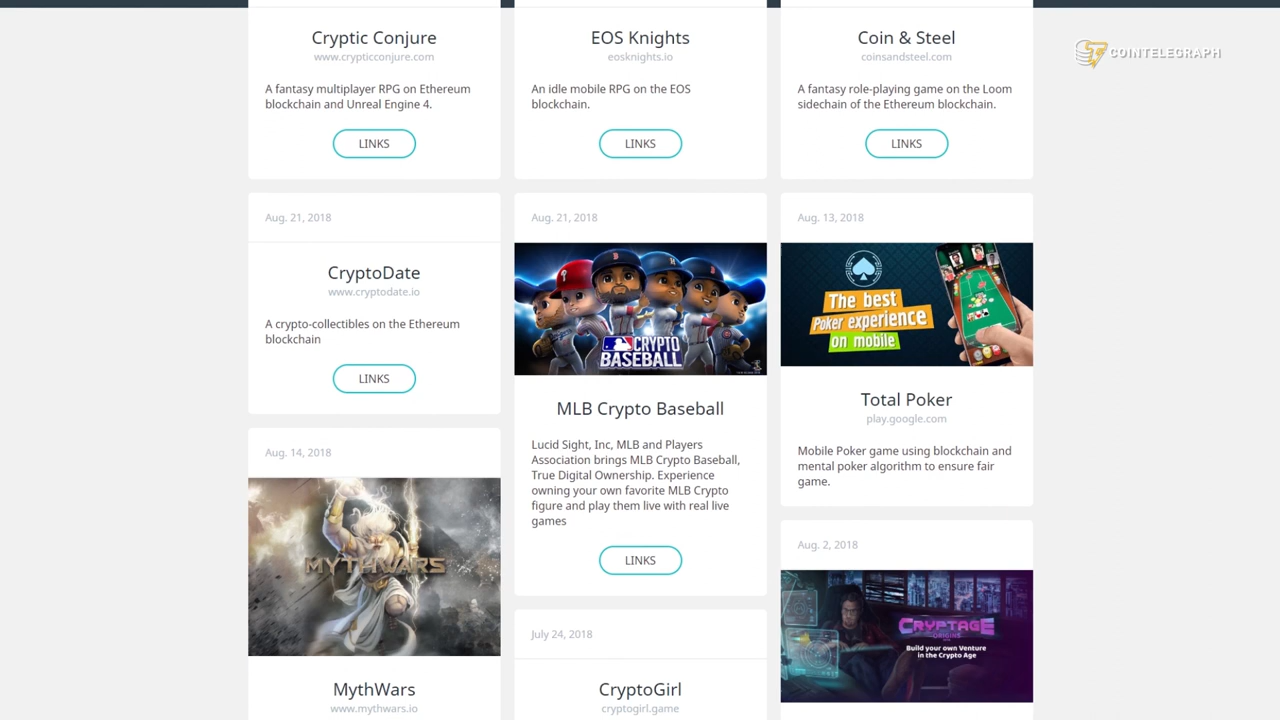 COINTELEGRAPH
Cryptic Conjure
www.crypticconjure.com
A fantasy multiplayer RPG on Ethereum
blockchain and Unreal Engine 4.
LINKS
Aug. 21, 2018
CryptoDate
www.cryptodate.io
A crypto-collectibles on the Ethereum
blockchain
LINKS
Aug. 14, 2018
MYTHWARS
MythWars
www.mythwars.io
EOS Knights
eosknights.io
An idle mobile RPG on the EOS
blockchain.
LINKS
Aug. 21, 2018
CRYPTO
BASEBALL
MLB Crypto Baseball
Lucid Sight, Inc, MLB and Players
Association brings MLB Crypto Baseball,
True Digital Ownership. Experience
owning your own favorite MLB Crypto
figure and play them live with real live
games
LINKS
July 24, 2018
CryptoGirl
cryptogirl.game
Coin & Steel
coinsandsteel.com
A fantasy role-playing game on the Loom
sidechain of the Ethereum blockchain.
LINKS
Aug. 13, 2018
The best
Poker experience
on mobile
Total Poker
play.google.com
Mobile Poker game using blockchain and
mental poker algorithm to ensure fair
game.
Aug. 2, 2018
CRYPTAGE
ORIGINS
Build your own Venture
in the Crypto Age